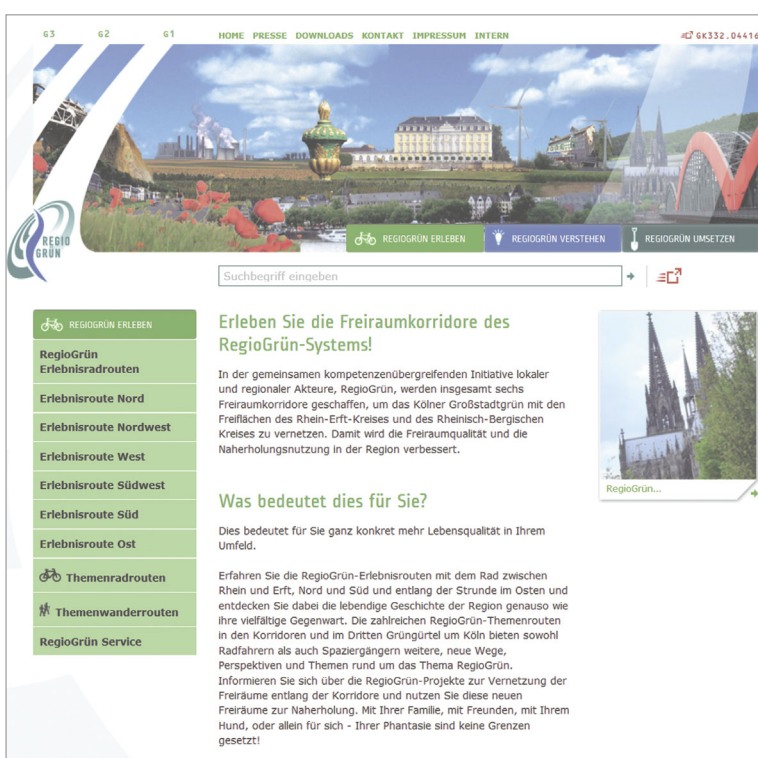 G3 G2 G1 HOME PRESSE DOWNLOADS KONTAKT IMPRESSUM INTERN GK332.04416
REGIO
GRÜN
REGIOGRÜN ERLEBEN REGIOGRÜN VERSTEHEN REGIOGRÜN UMSETZEN
Suchbegriff eingeben
REGIOGRÜN ERLEBEN
RegioGrün
Erlebnisradrouten
Erlebnisroute Nord
Erlebnisroute Nordwest
Erlebnisroute West
Erlebnisroute Südwest
Erlebnisroute Süd
Erlebnisroute Ost
Themenradrouten
Themenwanderrouten
RegioGrün Service
Erleben Sie die Freiraumkorridore des
RegioGrün-Systems!
In der gemeinsamen kompetenzenübergreifenden Initiative lokaler
und regionaler Akteure, RegioGrün, werden insgesamt sechs
Freiraumkorridore geschaffen, um das Kölner Großstadtgrün mit den
Freiflächen des Rhein-Erft-Kreises und des Rheinisch-Bergischen
Kreises zu vernetzen. Damit wird die Freiraumqualität und die
Naherholungsnutzung in der Region verbessert.
Was bedeutet dies für Sie?
Dies bedeutet für Sie ganz konkret mehr Lebensqualität in Ihrem
Umfeld.
Erfahren Sie die RegioGrün-Erlebnisrouten mit dem Rad zwischen
Rhein und Erft, Nord und Süd und entlang der Strunde im Osten und
entdecken Sie dabei die lebendige Geschichte der Region genauso wie
ihre vielfältige Gegenwart. Die zahlreichen RegioGrün-Themenrouten
in den Korridoren und im Dritten Grüngürtel um Köln bieten sowohl
Radfahrern als auch Spaziergängern weitere, neue Wege,
Perspektiven und Themen rund um das Thema RegioGrün.
Informieren Sie sich über die RegioGrün-Projekte zur Vernetzung der
Freiräume entlang der Korridore und nutzen Sie diese neuen
Freiräume zur Naherholung. Mit Ihrer Familie, mit Freunden, mit Ihrem
Hund, oder allein für sich - Ihrer Phantasie sind keine Grenzen
gesetzt!
RegioGrün...